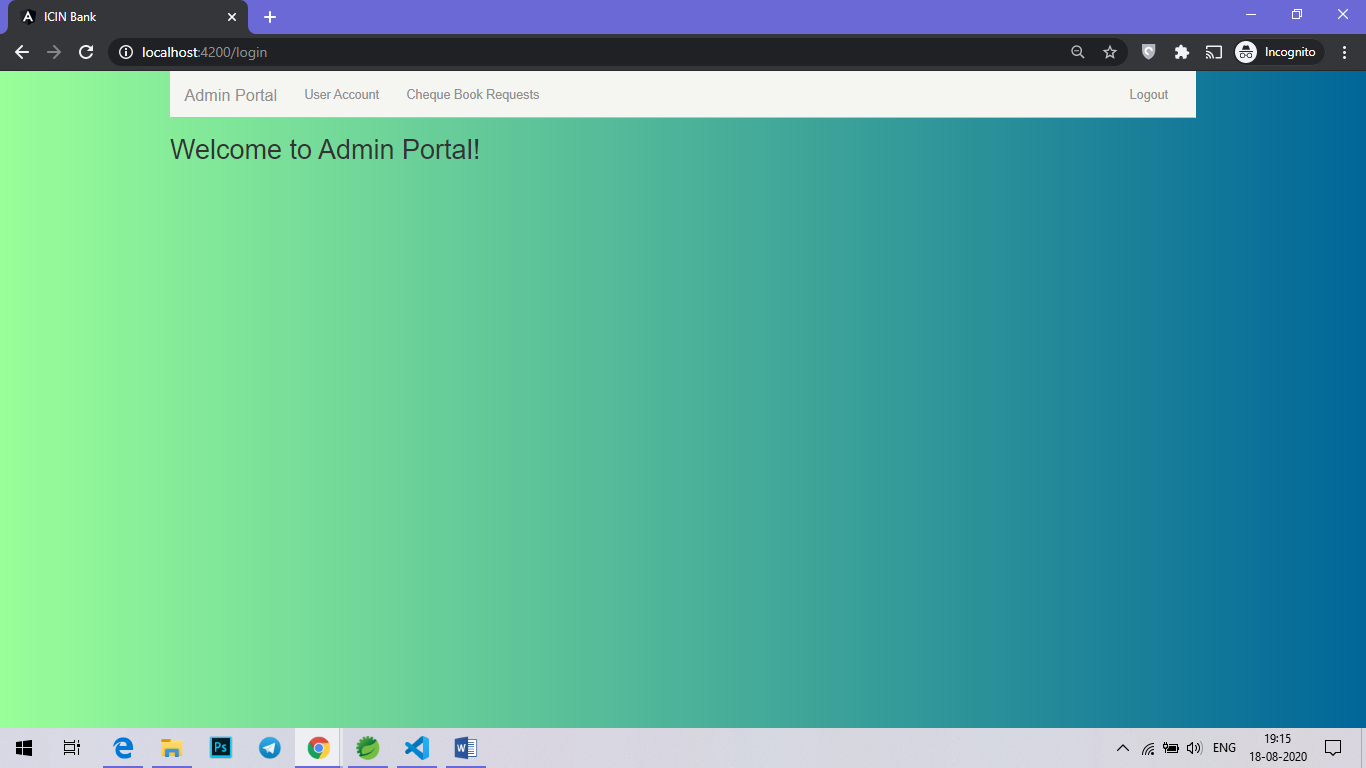 ICIN Bank
localhost:4200/login
Incognito
Admin Portal User Account Cheque Book Requests Logout
Welcome to Admin Portal!
Ps
ENG
19:15
18-08-2020